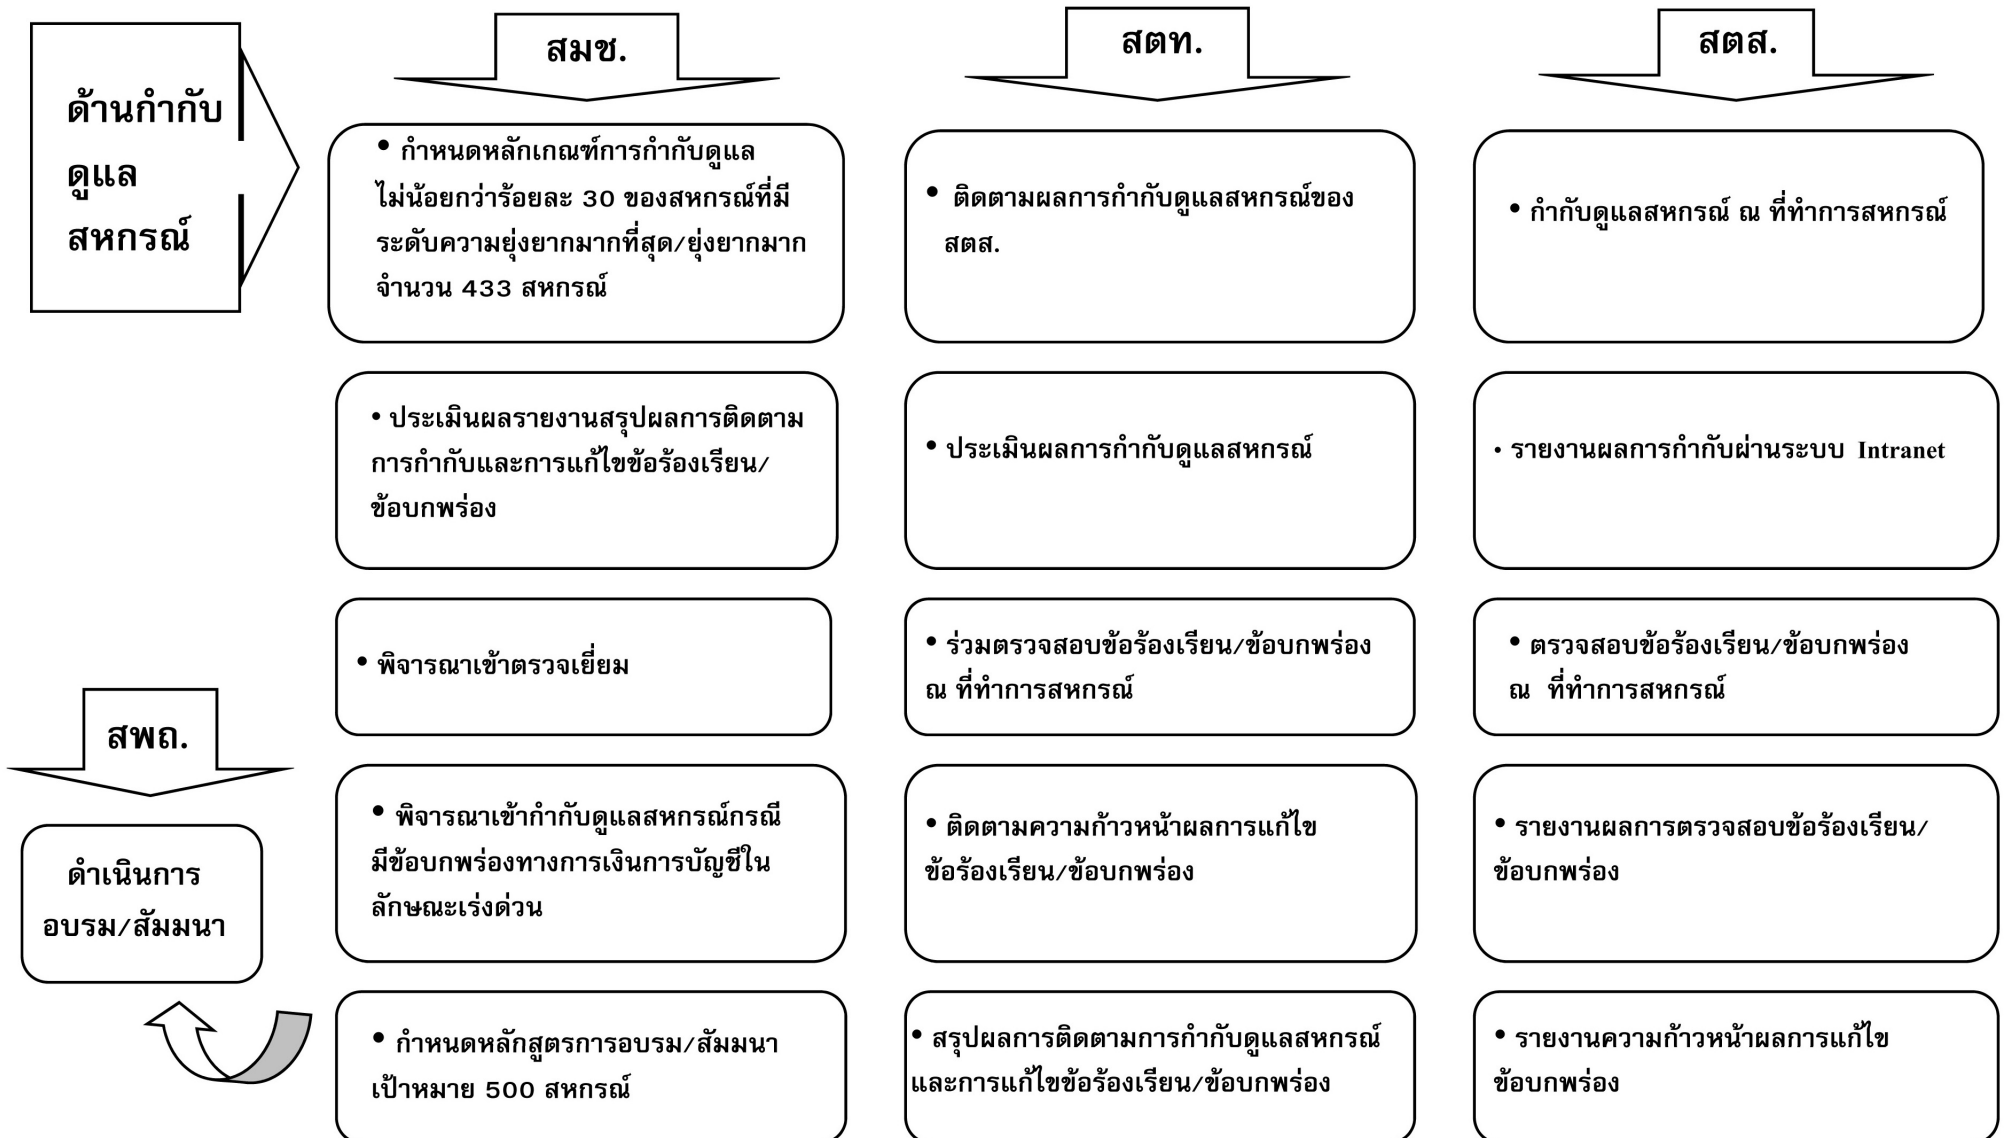 ด้านกำกับ
ดูแล
สหกรณ์
สมช.
• กำหนดหลักเกณฑ์การกำกับดูแล
ไม่น้อยกว่าร้อยละ 30 ของสหกรณ์ที่มี
ระดับความยุ่งยากมากที่สุด/ยุ่งยากมาก
จำนวน 433 สหกรณ์
• ประเมินผลรายงานสรุปผลการติดตาม
การกำกับและการแก้ไขข้อร้องเรียน/
ข้อบกพร่อง
• พิจารณาเข้าตรวจเยี่ยม
• พิจารณาเข้ากำกับดูแลสหกรณ์กรณี
มีข้อบกพร่องทางการเงินการบัญชีใน
ลักษณะเร่งด่วน
• กำหนดหลักสูตรการอบรม/สัมมนา
เป้าหมาย 500 สหกรณ์
สพถ.
ดำเนินการ
อบรม/สัมมนา
สตท.
• ติดตามผลการกำกับดูแลสหกรณ์ของ
สตส.
• ประเมินผลการกำกับดูแลสหกรณ์
• ร่วมตรวจสอบข้อร้องเรียน/ข้อบกพร่อง
ณ ที่ทำการสหกรณ์
• ติดตามความก้าวหน้าผลการแก้ไข
ข้อร้องเรียน/ข้อบกพร่อง
• สรุปผลการติดตามการกำกับดูแลสหกรณ์
และการแก้ไขข้อร้องเรียน/ข้อบกพร่อง
สตส.
• กำกับดูแลสหกรณ์ ณ ที่ทำการสหกรณ์
• รายงานผลการกำกับผ่านระบบ Intranet
• ตรวจสอบข้อร้องเรียน/ข้อบกพร่อง
ณ ที่ทำการสหกรณ์
• รายงานผลการตรวจสอบข้อร้องเรียน/
ข้อบกพร่อง
• รายงานความก้าวหน้าผลการแก้ไข
ข้อบกพร่อง